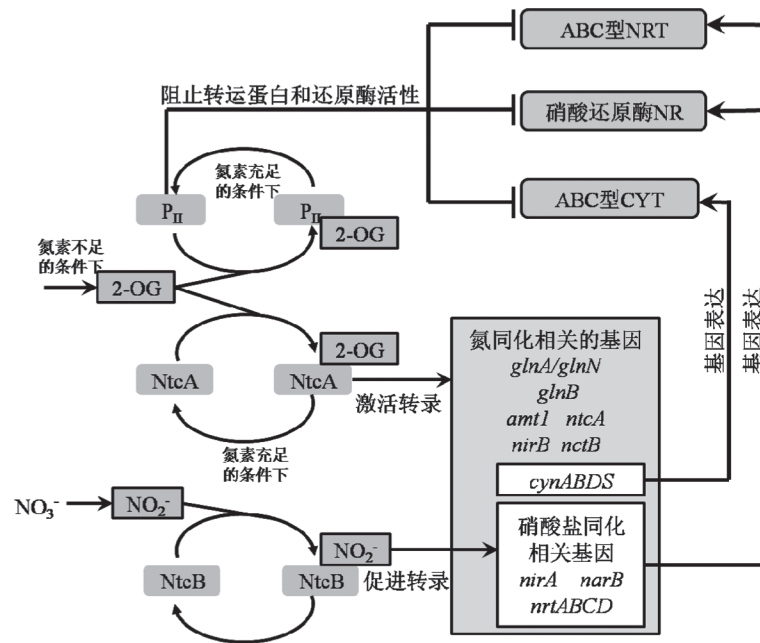 ABC型NRT
阻止转运蛋白和还原酶活性
硝酸还原酶NR
氮素充足
的条件下
ABC型CYT
PII
PII
2-OG
氮素不足
的条件下
2-OG
2-OG
NtcA
NtcA
激活转录
氮素充足
的条件下
氮同化相关的基因
glnA/glnN
glnB
amt1 ntcA
nirB nctB
cynABDS
基因表达
基因表达
NO3-
NO2-
NO2-
NtcB
NtcB
促进转录
硝酸盐同化
相关基因
nirA narB
nrtABCD